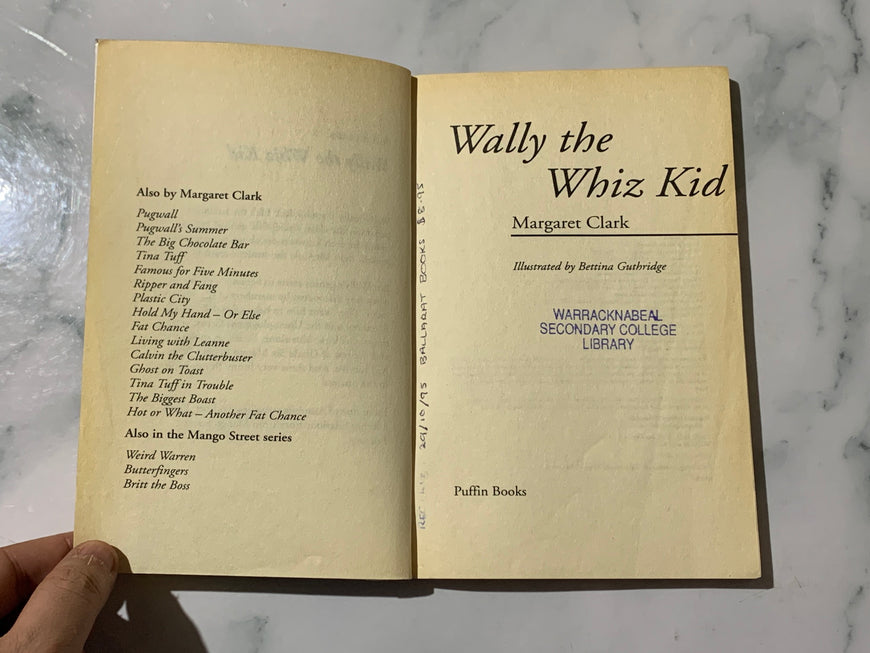 Also by Margaret Clark
Pugwall
Pugwall's Summer
The Big Chocolate Bar
Tina Tuff
Famous for Five Minutes
Ripper and Fang
Plastic City
Hold My Hand – Or Else
Fat Chance
Living with Leanne
Calvin the Clutterbuster
Ghost on Toast
Tina Tuff in Trouble
The Biggest Boast
Hot or What – Another Fat Chance
Also in the Mango Street series
Weird Warren
Butterfingers
Britt the Boss
29/10/95 BALLARAT BOOKS $8.95
Wally the
Whiz Kid
Margaret Clark
Illustrated by Bettina Guthridge
WARRACKNABEAL
SECONDARY COLLEGE
LIBRARY
Puffin Books